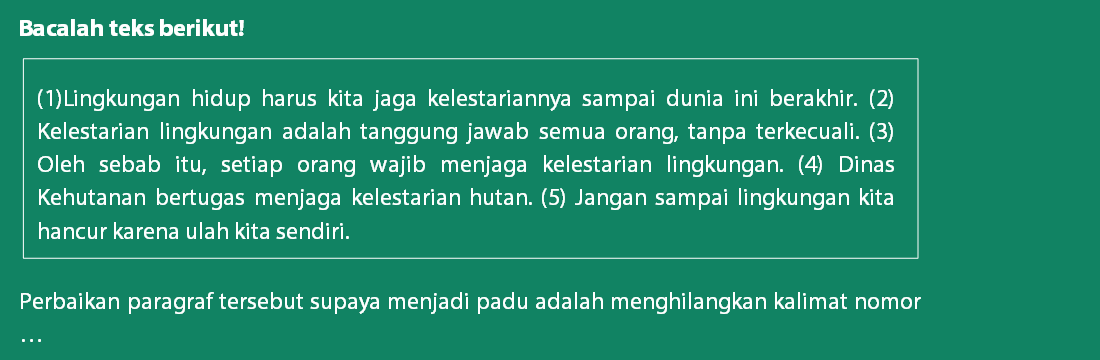 Bacalah teks berikut!
(1)Lingkungan hidup harus kita jaga kelestariannya sampai dunia ini berakhir. (2)
Kelestarian lingkungan adalah tanggung jawab semua orang, tanpa terkecuali. (3)
Oleh sebab itu, setiap orang wajib menjaga kelestarian lingkungan. (4) Dinas
Kehutanan bertugas menjaga kelestarian hutan. (5) Jangan sampai lingkungan kita
hancur karena ulah kita sendiri.
Perbaikan paragraf tersebut supaya menjadi padu adalah menghilangkan kalimat nomor
...